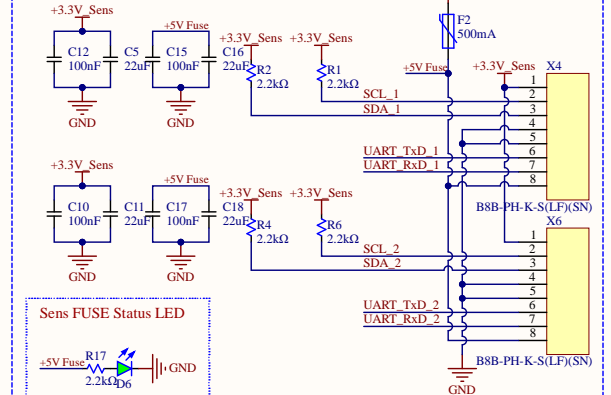 +3.3V_Sens
C12
100nF
C5
22uF
+5V Fuse
C15
100nF
C16
22uF
GND
GND
+3.3V_Sens
R2
2.2kΩ
+3.3V_Sens
R1
2.2kΩ
F2
500mA
+5V Fuse
+3.3V_Sens
X4
SCL_1
SDA_1
UART_TxD_1
UART_RxD_1
1
2
3
4
5
6
7
8
B8B-PH-K-S(LF)(SN)
+3.3V_Sens
C10
100nF
C11
22uF
+5V Fuse
C17
100nF
C18
22uF
GND
GND
+3.3V_Sens
R4
2.2kΩ
+3.3V_Sens
R6
2.2kΩ
X6
SCL_2
SDA_2
UART_TxD_2
UART_RxD_2
1
2
3
4
5
6
7
8
B8B-PH-K-S(LF)(SN)
GND
Sens FUSE Status LED
+5V Fuse
R17
2.2kΩ
D6
GND